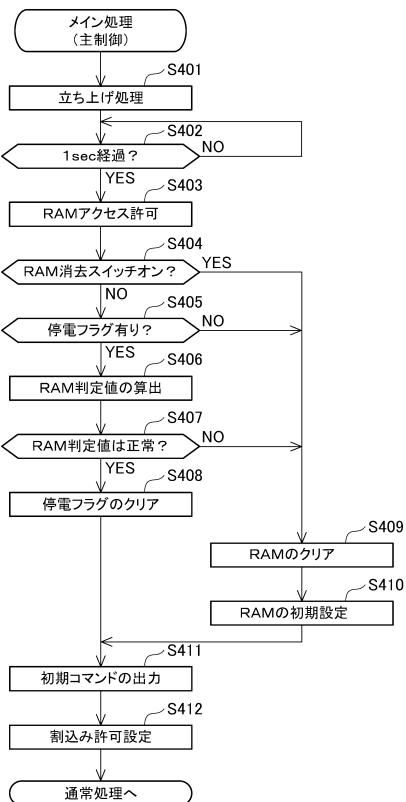 メイン処理
（主制御）
S401
立ち上げ処理
S402
1sec経過？
NO
YES
S403
RAMアクセス許可
S404
RAM消去スイッチオン？
YES
NO
S405
停電フラグ有り？
NO
YES
S406
RAM判定値の算出
S407
RAM判定値は正常？
NO
YES
S408
停電フラグのクリア
S409
RAMのクリア
S410
RAMの初期設定
S411
初期コマンドの出力
S412
割込み許可設定
通常処理へ